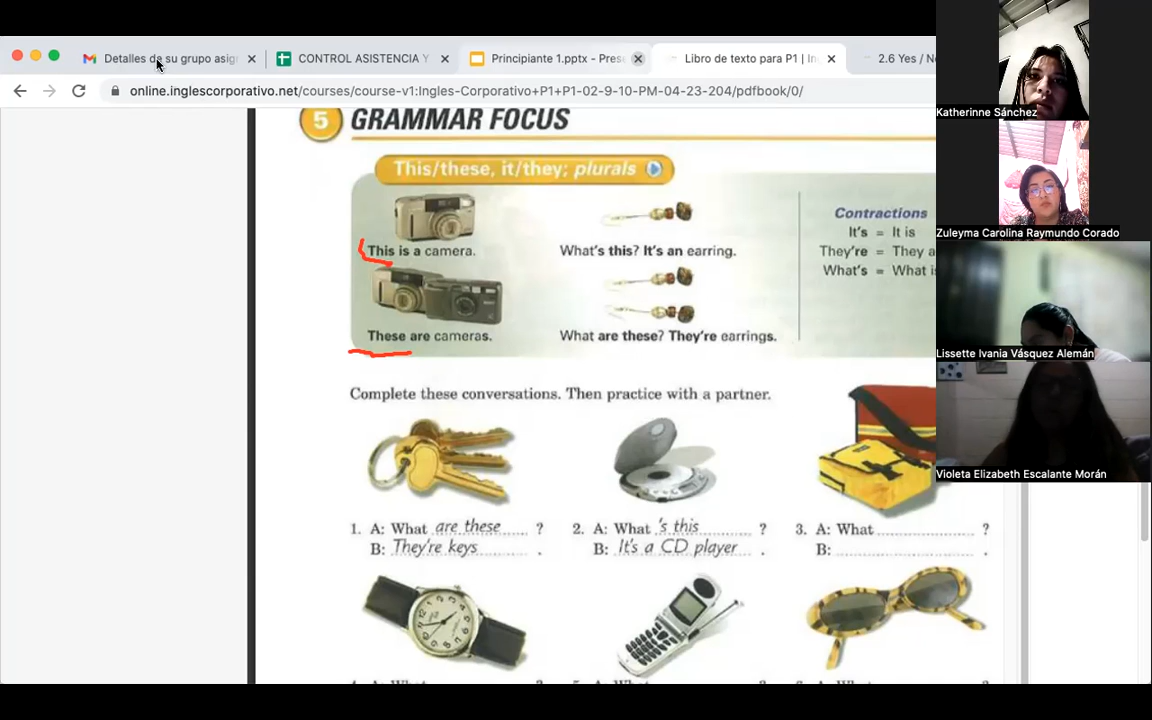 Detalles de su grupo asig
CONTROL ASISTENCIA Y
Principiante 1.pptx - Pres
Libro de texto para P1 | In
2.6 Yes / No
online.inglescorporativo.net/courses/course-v1:Ingles-Corporativo+P1+P1-02-9-10-PM-04-23-204/pdfbook/0/
5 GRAMMAR FOCUS
This/these, it/they; plurals
This is a camera.
What's this? It's an earring.
These are cameras.
What are these? They're earrings.
Contractions
It's = It is
They're = They a
What's = What is
Complete these conversations. Then practice with a partner.
1. A: What are these ?
B: They're keys .
2. A: What 's this ?
B: It's a CD player .
3. A: What ?
B: .
Katherinne Sánchez
Zuleyma Carolina Raymundo Corado
Lissette Ivania Vásquez Alemán
Violeta Elizabeth Escalante Morán